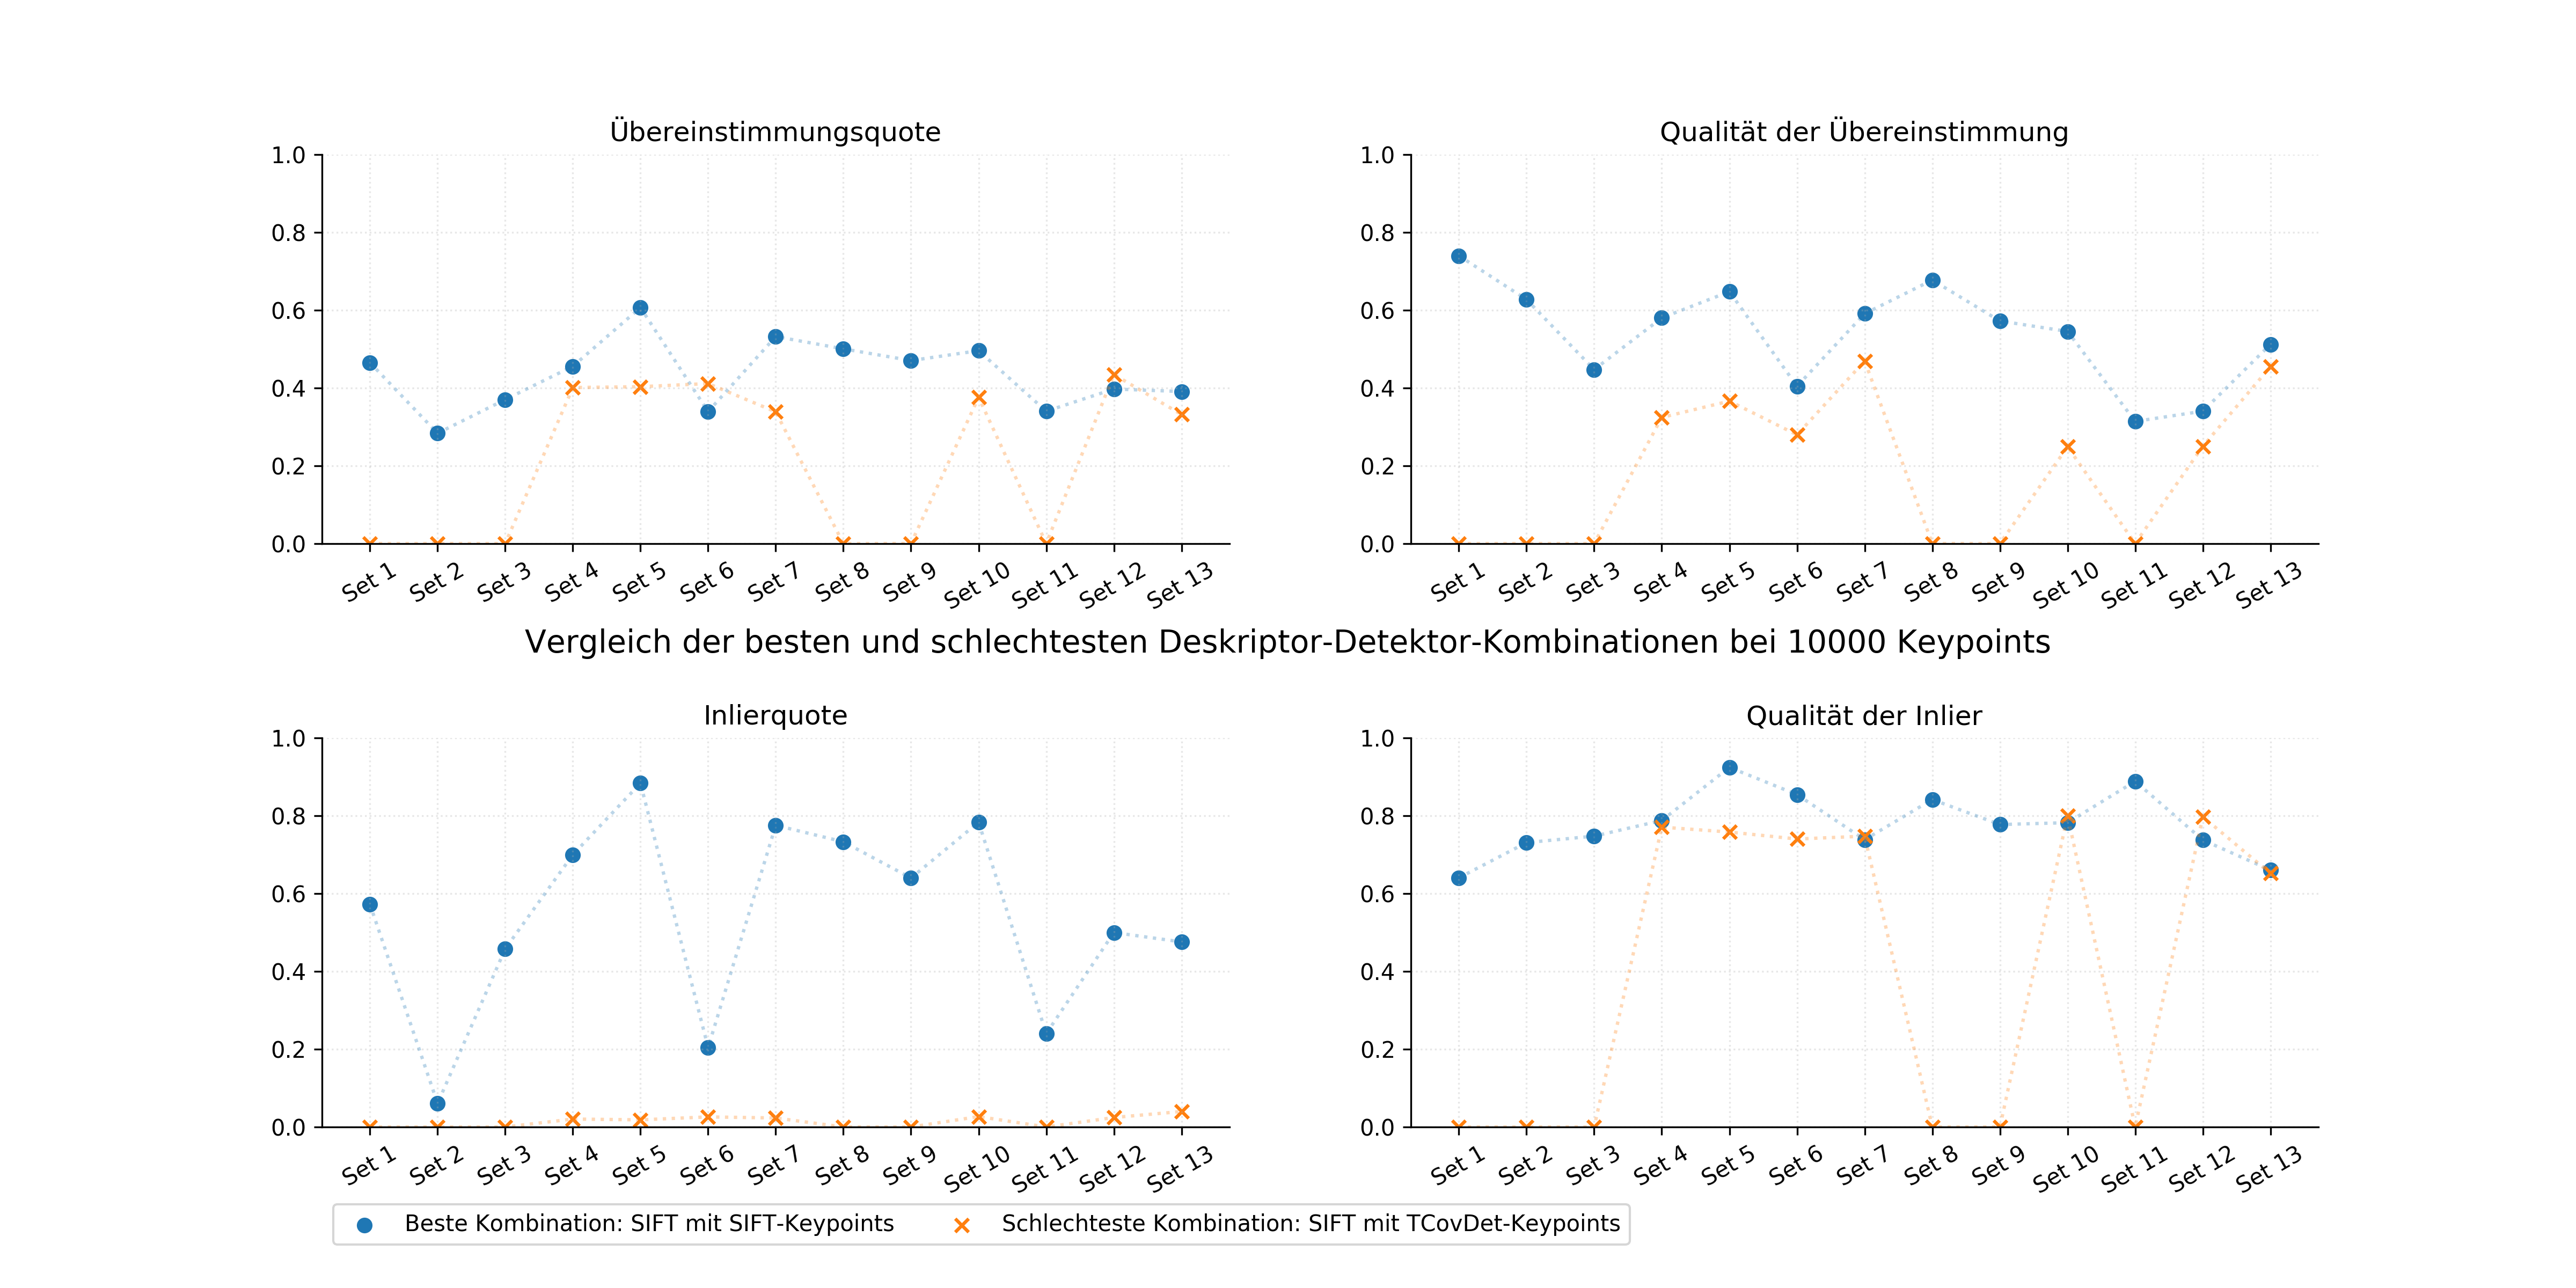 Übereinstimmungsquote
1.0
0.8
0.6
0.4
0.2
0.0
Set 1 Set 2 Set 3 Set 4 Set 5 Set 6 Set 7 Set 8 Set 9 Set 10 Set 11 Set 12 Set 13
Qualität der Übereinstimmung
1.0
0.8
0.6
0.4
0.2
0.0
Set 1 Set 2 Set 3 Set 4 Set 5 Set 6 Set 7 Set 8 Set 9 Set 10 Set 11 Set 12 Set 13
Vergleich der besten und schlechtesten Deskriptor-Detektor-Kombinationen bei 10000 Keypoints
Inlierquote
1.0
0.8
0.6
0.4
0.2
0.0
Set 1 Set 2 Set 3 Set 4 Set 5 Set 6 Set 7 Set 8 Set 9 Set 10 Set 11 Set 12 Set 13
Qualität der Inlier
1.0
0.8
0.6
0.4
0.2
0.0
Set 1 Set 2 Set 3 Set 4 Set 5 Set 6 Set 7 Set 8 Set 9 Set 10 Set 11 Set 12 Set 13
Beste Kombination: SIFT mit SIFT-Keypoints Schlechteste Kombination: SIFT mit TCovDet-Keypoints